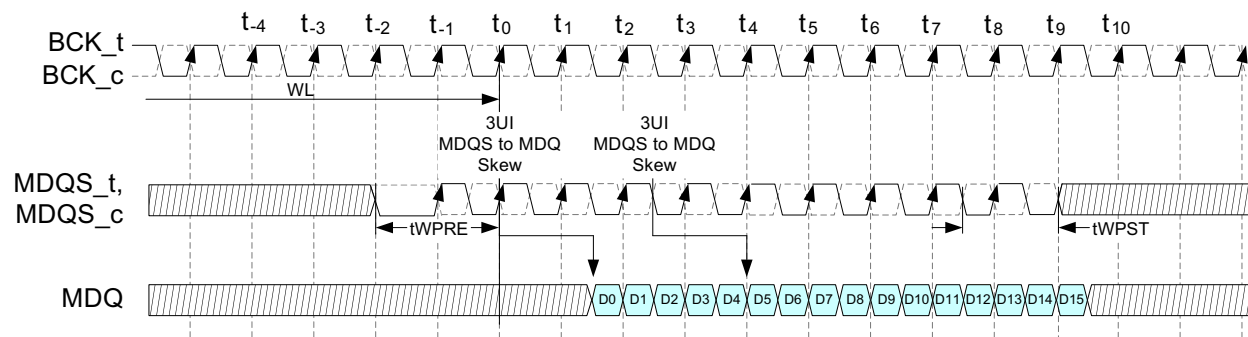 t-4 t-3 t-2 t-1 t0 t1 t2 t3 t4 t5 t6 t7 t8 t9 t10
BCK_t
BCK_c
WL
3UI
MDQS to MDQ
Skew
3UI
MDQS to MDQ
Skew
MDQS_t,
MDQS_c
tWPRE
tWPST
MDQ
D0 D1 D2 D3 D4 D5 D6 D7 D8 D9 D10 D11 D12 D13 D14 D15